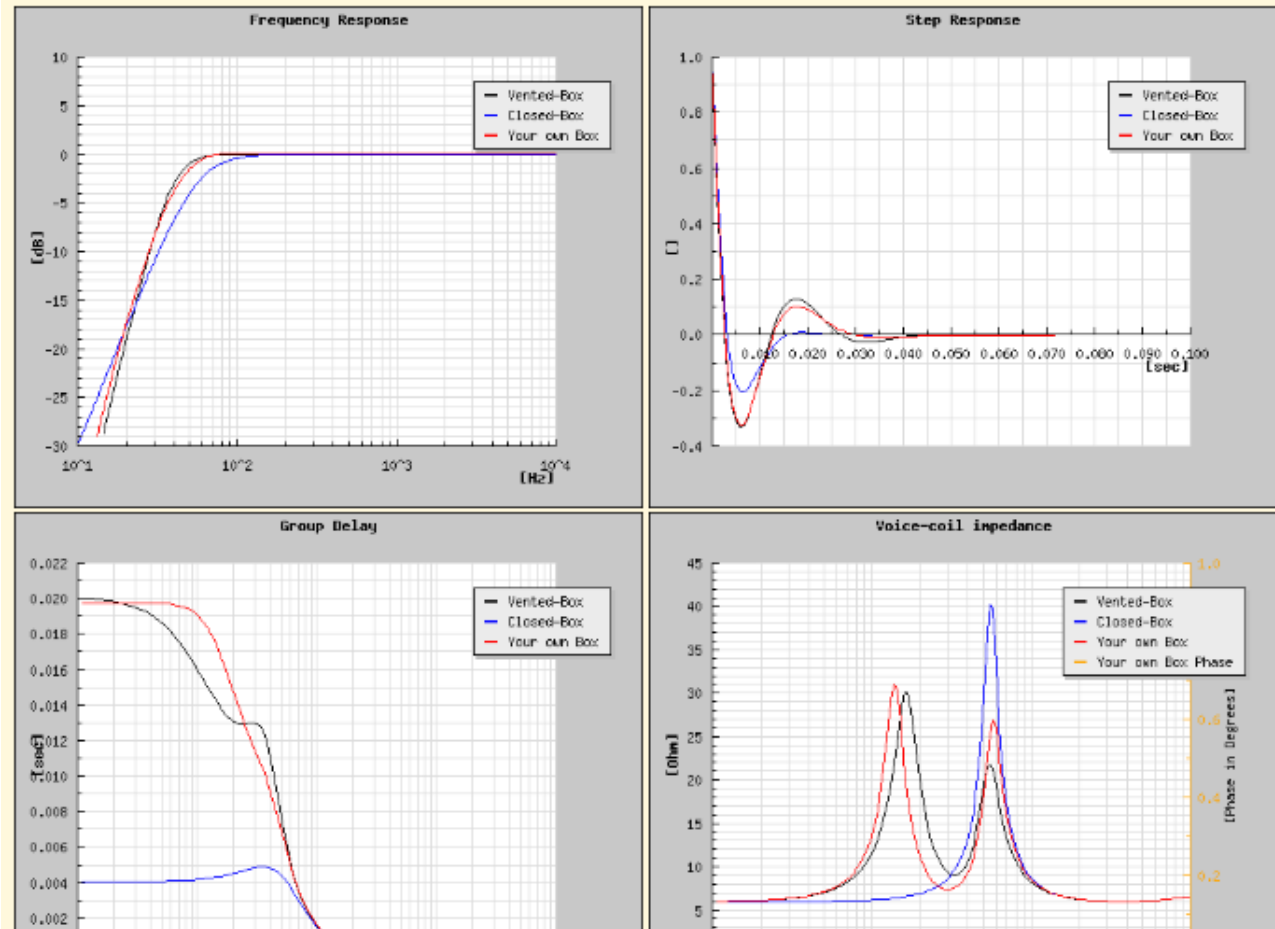 Frequency Response
10
5
0
-5
-10
-15
-20
-25
-30
[dB]
10^1
10^2
10^3
10^4
[Hz]
Vented-Box
Closed-Box
Your own Box
Step Response
1.0
0.8
0.6
0.4
0.2
0.0
-0.2
-0.4
[]
0.010 0.020 0.030 0.040 0.050 0.060 0.070 0.080 0.090 0.100
[sec]
Vented-Box
Closed-Box
Your own Box
Group Delay
0.022
0.020
0.018
0.016
0.014
0.012
0.010
0.008
0.006
0.004
0.002
[sec]
Vented-Box
Closed-Box
Your own Box
Voice-coil impedance
45
40
35
30
25
20
15
10
5
[Ohm]
1.0
0.6
0.4
0.2
[Phase in Degrees]
Vented-Box
Closed-Box
Your own Box
Your own Box Phase